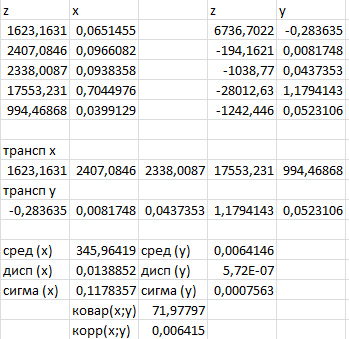 z x z y
1623,1631 0,0651455 6736,7022 -0,283635
2407,0846 0,0966082 -194,1621 0,0081748
2338,0087 0,0938358 -1038,77 0,0437353
17553,231 0,7044976 -28012,63 1,1794143
994,46868 0,0399129 -1242,446 0,0523106
трансп x
1623,1631 2407,0846 2338,0087 17553,231 994,46868
трансп y
-0,283635 0,0081748 0,0437353 1,1794143 0,0523106
сред (x) 345,96419 сред (y) 0,0064146
дисп (x) 0,0138852 дисп (y) 5,72E-07
сигма (x) 0,1178357 сигма (y) 0,0007563
ковар(x;y) 71,97797
корр(x;y) 0,006415